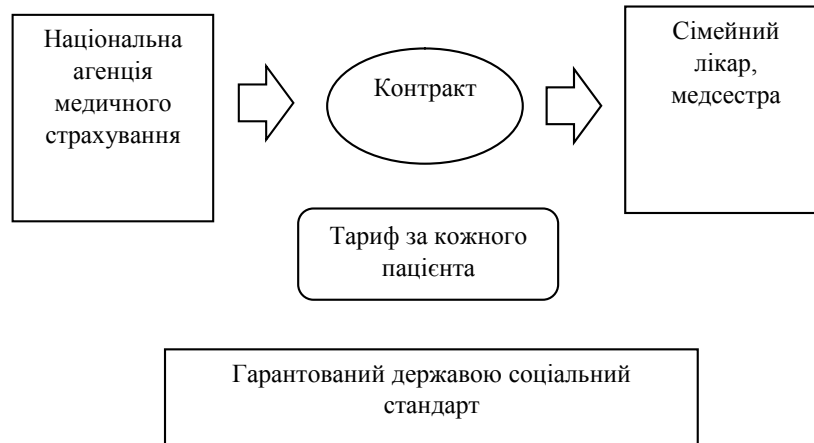 Національна
агенція
медичного
страхування
Контракт
Сімейний
лікар,
медсестра
Тариф за кожного
пацієнта
Гарантований державою соціальний
стандарт